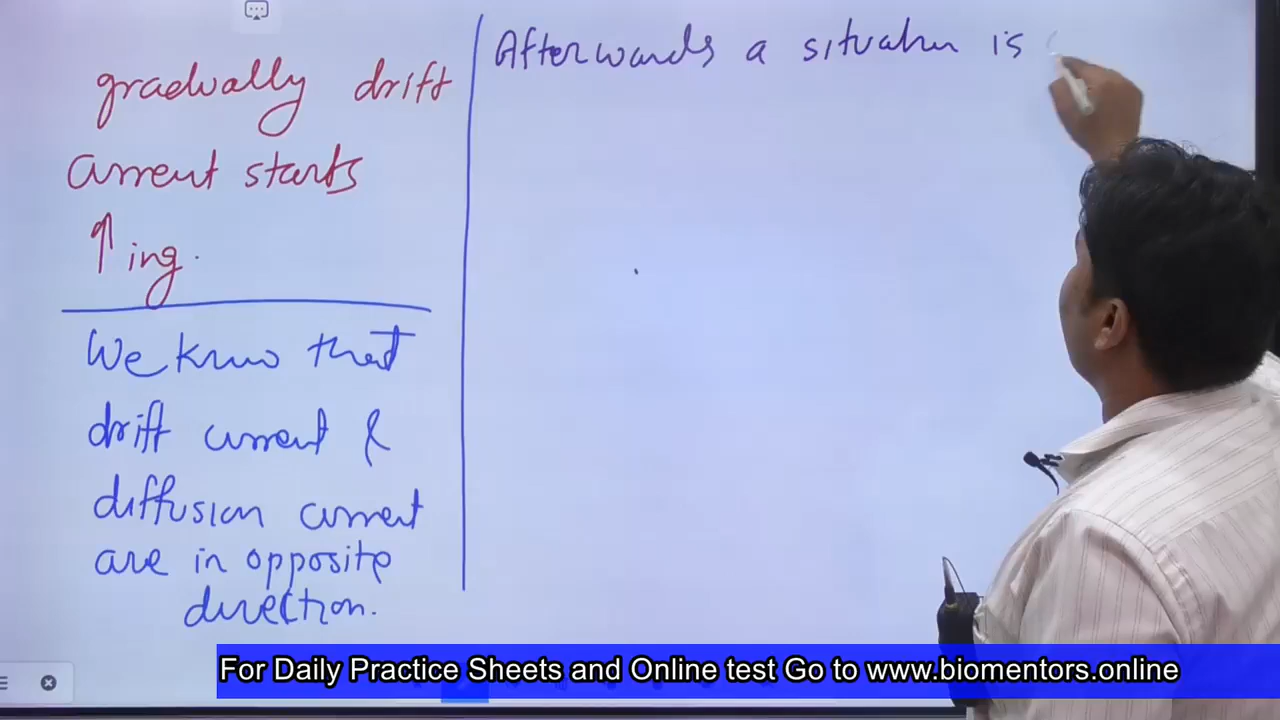 gradually drift
current starts
↑ing.
We know that
drift current &
diffusion current
are in opposite
direction.
Afterwards a situation is
For Daily Practice Sheets and Online test Go to www.biomentors.online